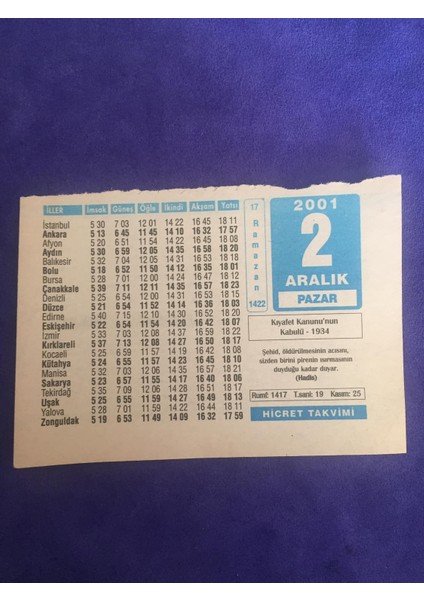 İLLER İmsak Güneş Öğle İkindi Akşam Yatsı
İstanbul 5 30 7 03 12 01 14 22 16 45 18 11
Ankara 5 13 6 45 11 45 14 10 16 32 17 57
Afyon 5 20 6 51 11 54 14 22 16 45 18 08
Aydın 5 30 6 59 12 05 14 35 16 58 18 20
Balıkesir 5 32 7 04 12 05 14 31 16 53 18 18
Bolu 5 18 6 52 11 50 14 12 16 35 18 01
Bursa 5 28 7 01 12 00 14 24 16 47 18 12
Çanakkale 5 39 7 11 12 11 14 35 16 57 18 23
Denizli 5 25 6 54 12 00 14 31 16 53 18 15
Düzce 5 21 6 54 11 52 14 14 16 36 18 03
Edirne 5 40 7 15 12 10 14 30 16 52 18 20
Eskişehir 5 22 6 54 11 54 14 20 16 42 18 07
İzmir 5 33 7 03 12 08 14 37 16 59 18 22
Kırklareli 5 37 7 13 12 08 14 27 16 50 18 17
Kocaeli 5 25 6 59 11 57 14 19 16 42 18 08
Kütahya 5 24 6 55 11 57 14 23 16 45 18 10
Manisa 5 32 7 02 12 06 14 35 16 57 18 21
Sakarya 5 23 6 57 11 55 14 17 16 40 18 06
Tekirdağ 5 35 7 09 12 06 14 28 16 51 18 17
Uşak 5 25 6 55 11 59 14 27 16 49 18 13
Yalova 5 28 7 01 11 59 14 22 16 44 18 11
Zonguldak 5 19 6 53 11 49 14 09 16 32 17 59
17
Ramazan
1422
2001
2
ARALIK
PAZAR
Kıyafet Kanunu'nun
Kabulü - 1934
Şehid, öldürülmesinin acısını,
sizden birini pirenin ısırmasının
duyduğu kadar duyar.
(Hadis)
Rumî: 1417 T.sani: 19 Kasım: 25
HİCRET TAKVİMİ